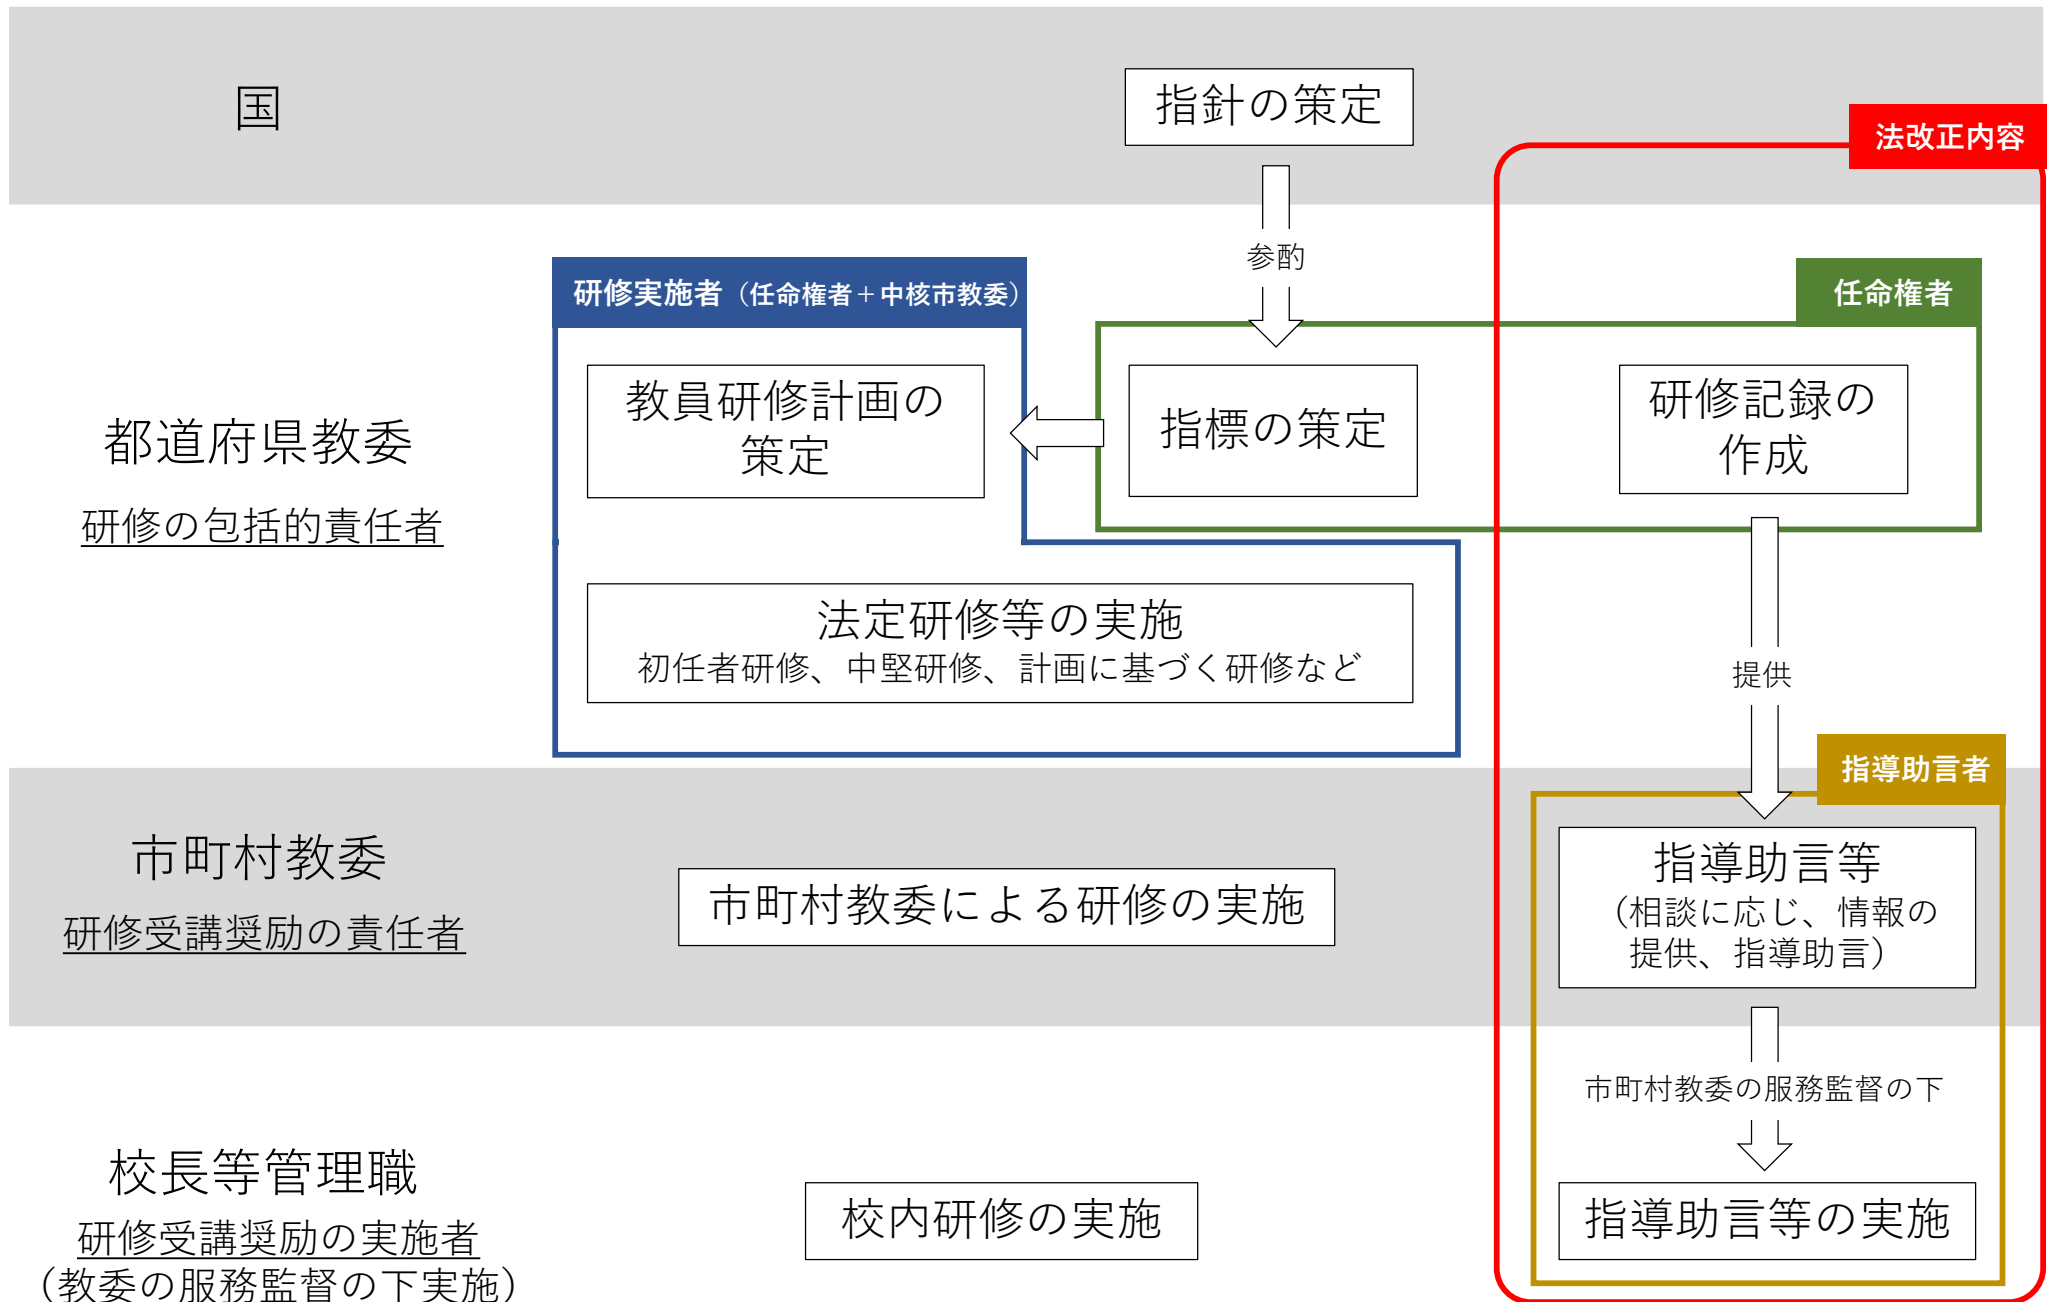 国
指針の策定
法改正内容
参酌
研修実施者（任命権者＋中核市教委）
任命権者
都道府県教委
研修の包括的責任者
教員研修計画の
策定
指標の策定
研修記録の
作成
法定研修等の実施
初任者研修、中堅研修、計画に基づく研修など
提供
指導助言者
市町村教委
研修受講奨励の責任者
市町村教委による研修の実施
指導助言等
（相談に応じ、情報の
提供、指導助言）
市町村教委の服務監督の下
校長等管理職
研修受講奨励の実施者
（教委の服務監督の下実施）
校内研修の実施
指導助言等の実施